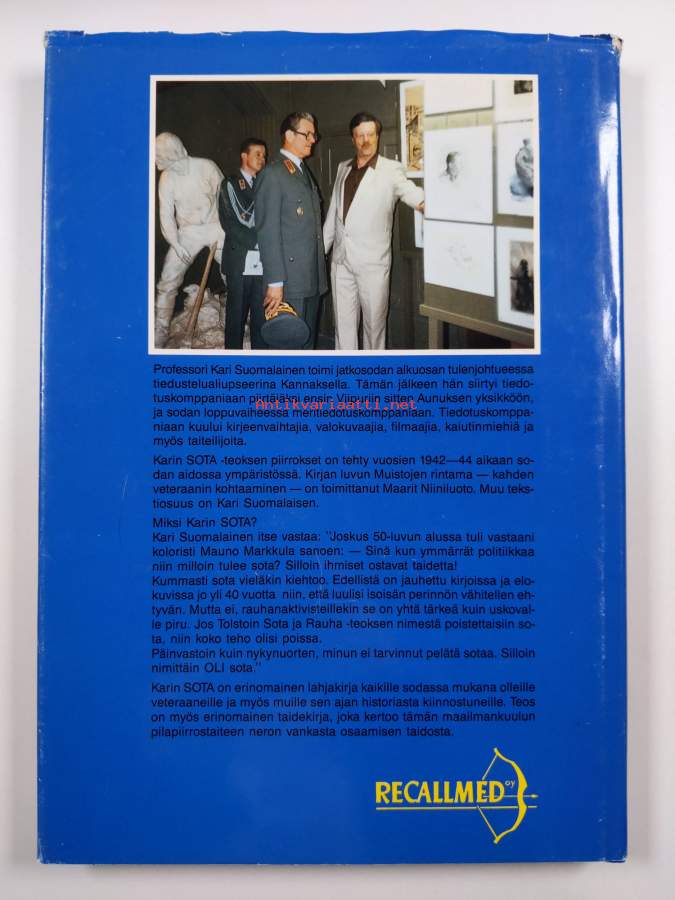 Professori Kari Suomalainen toimi jatkosodan alkuosan tulenjohtueessa
tiedustelualiupseerina Kannaksella. Tämän jälkeen hän siirtyi tiedo-
tuskomppaniaan piirtäjäksi ensin Viipuriin sitten Aunuksen yksikköön,
Antikvariaatti.net
ja sodan loppuvaiheessa meritiedotuskomppaniaan. Tiedotuskomppa-
niaan kuului kirjeenvaihtajia, valokuvaajia, filmaajia, kaiutinmiehiä ja
myös taiteilijoita.
Karin SOTA -teoksen piirrokset on tehty vuosien 1942—44 aikaan so-
dan aidossa ympäristössä. Kirjan luvun Muistojen rintama — kahden
veteraanin kohtaaminen — on toimittanut Maarit Niiniluoto. Muu teks-
tiosuus on Kari Suomalaisen.
Miksi Karin SOTA?
Kari Suomalainen itse vastaa: "Joskus 50-luvun alussa tuli vastaani
koloristi Mauno Markkula sanoen: — Sinä kun ymmärrät politiikkaa
niin milloin tulee sota? Silloin ihmiset ostavat taidetta!
Kummasti sota vieläkin kiehtoo. Edellistä on jauhettu kirjoissa ja elo-
kuvissa jo yli 40 vuotta niin, että luulisi isoisän perinnön vähitellen eh-
tyvän. Mutta ei, rauhanaktivisteillekin se on yhtä tärkeä kuin uskoval-
le piru. Jos Tolstoin Sota ja Rauha -teoksen nimestä poistettaisiin so-
ta, niin koko teho olisi poissa.
Päinvastoin kuin nykynuorten, minun ei tarvinnut pelätä sotaa. Silloin
nimittäin OLI sota."
Karin SOTA on erinomainen lahjakirja kaikille sodassa mukana olleille
veteraaneille ja myös muille sen ajan historiasta kiinnostuneille. Teos
on myös erinomainen taidekirja, joka kertoo tämän maailmankuulun
pilapiirrostaiteen neron vankasta osaamisen taidosta.
RECALLMED oy